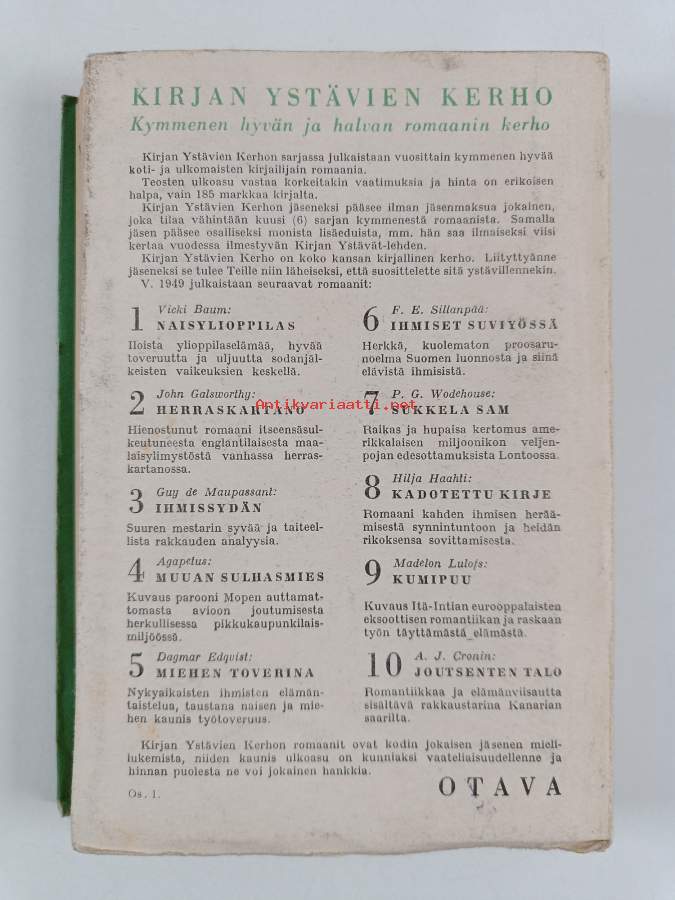 KIRJAN YSTÄVIEN KERHO
Kymmenen hyvän ja halvan romaanin kerho
Kirjan Ystävien Kerhon sarjassa julkaistaan vuosittain kymmenen hyvää
koti- ja ulkomaisten kirjailijain romaania.
Teosten ulkoasu vastaa korkeitakin vaatimuksia ja hinta on erikoisen
halpa, vain 185 markkaa kirjalta.
Kirjan Ystävien Kerhon jäseneksi pääsee ilman jäsenmaksua jokainen,
joka tilaa vähintään kuusi (6) sarjan kymmenestä romaanista. Samalla
jäsen pääsee osalliseksi monista lisäeduista, mm. hän saa ilmaiseksi viisi
kertaa vuodessa ilmestyvän Kirjan Ystävät-lehden.
Kirjan Ystävien Kerho on koko kansan kirjallinen kerho. Liityttyänne
jäseneksi se tulee Teille niin läheiseksi, että suosittelette sitä ystävillennekin.
V. 1949 julkaistaan seuraavat romaanit:
1 Vicki Baum:
NAISYLIOPPILAS
Iloista ylioppilaselämää, hyvää
toveruutta ja uljuutta sodanjäl-
keisten vaikeuksien keskellä.
2 John Galsworthy:
HERRASKARTANO
Hienostunut romaani itseensäsul-
keutuneesta englantilaisesta maa-
laisylimystöstä vanhassa herras-
kartanossa.
3 Guy de Maupassant:
IHMISSYDÄN
Suuren mestarin syvää ja taiteel-
lista rakkauden analyysia.
4 Agapetus:
MUUAN SULHASMIES
Kuvaus parooni Mopen auttamat-
tomasta avioon joutumisesta
herkullisessa pikkukaupunkilais-
miljöössä.
5 Dagmar Edqvist:
MIEHEN TOVERINA
Nykyaikaisten ihmisten elämän-
taistelua, taustana naisen ja mie-
hen kaunis työtoveruus.
6 F. E. Sillanpää:
IHMISET SUVIYÖSSÄ
Herkkä, kuolematon proosaru-
noelma Suomen luonnosta ja siinä
elävistä ihmisistä.
7 P. G. Wodehouse:
SUKKELA SAM
Raikas ja hupaisa kertomus ame-
rikkalaisen miljoonikon veljen-
pojan edesottamuksista Lontoossa.
8 Hilja Haahti:
KADOTETTU KIRJE
Romaani kahden ihmisen herää-
misestä synnintuntoon ja heidän
rikoksensa sovittamisesta.
9 Madelon Lulofs:
KUMIPUU
Kuvaus Itä-Intian eurooppalaisten
eksoottisen romantiikan ja raskaan
työn täyttämästä elämästä.
10 A. J. Cronin:
JOUTSENTEN TALO
Romantiikkaa ja elämänviisautta
sisältävä rakkaustarina Kanarian
saarilta.
Kirjan Ystävien Kerhon romaanit ovat kodin jokaisen jäsenen mieli-
lukemista, niiden kaunis ulkoasu on kunniaksi vaateliaisuudellenne ja
hinnan puolesta ne voi jokainen hankkia.
Os. 1.
OTAVA
Antikvariaatti.net